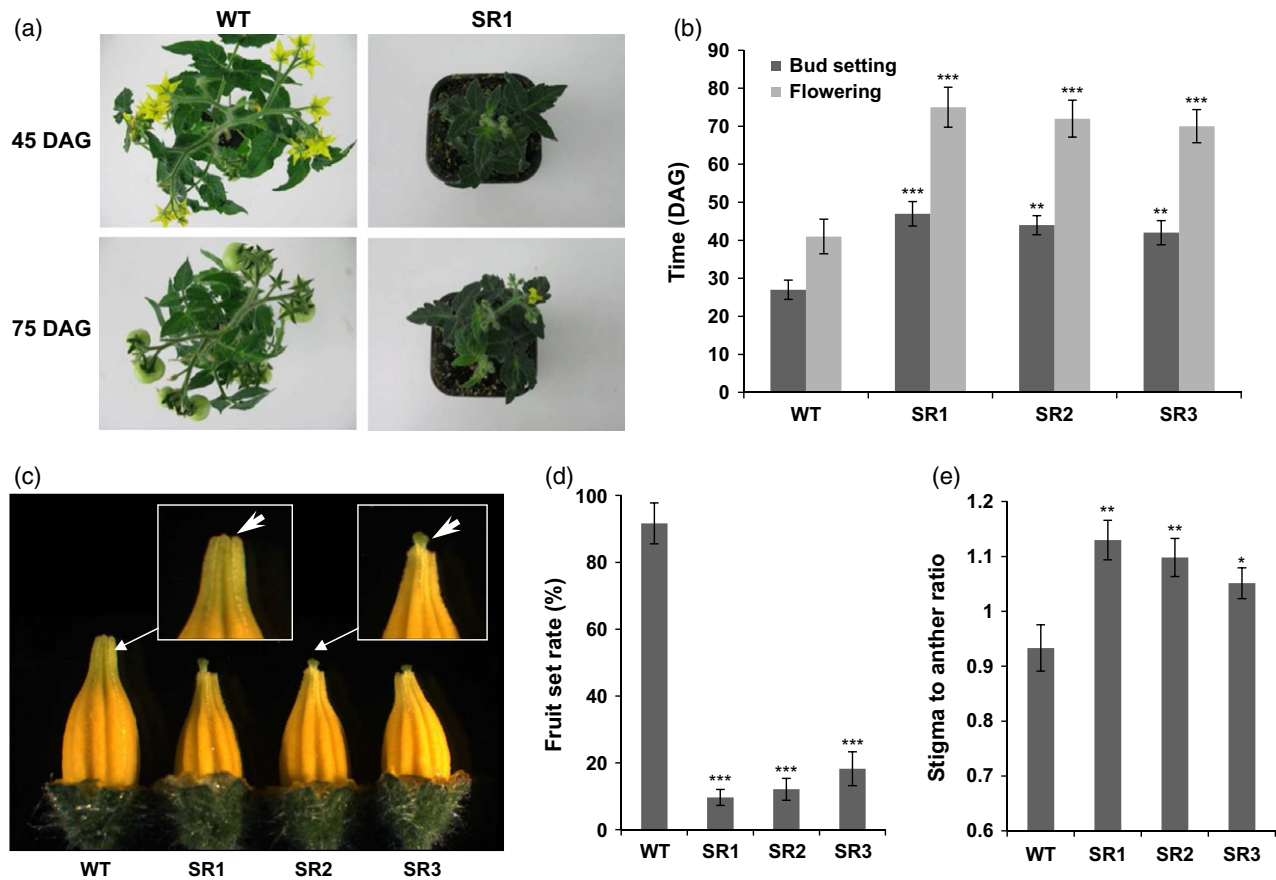 (a)
WT SR1
45 DAG
75 DAG
(b)
90
80
70
60
50
40
30
20
10
0
Time (DAG)
Bud setting
Flowering
***
***
***
**
***
**
WT SR1 SR2 SR3
(c)
WT SR1 SR2 SR3
(d)
100
80
60
40
20
0
Fruit set rate (%)
***
***
***
WT SR1 SR2 SR3
(e)
1.2
1.1
1
0.9
0.8
0.7
0.6
Stigma to anther ratio
**
**
*
WT SR1 SR2 SR3